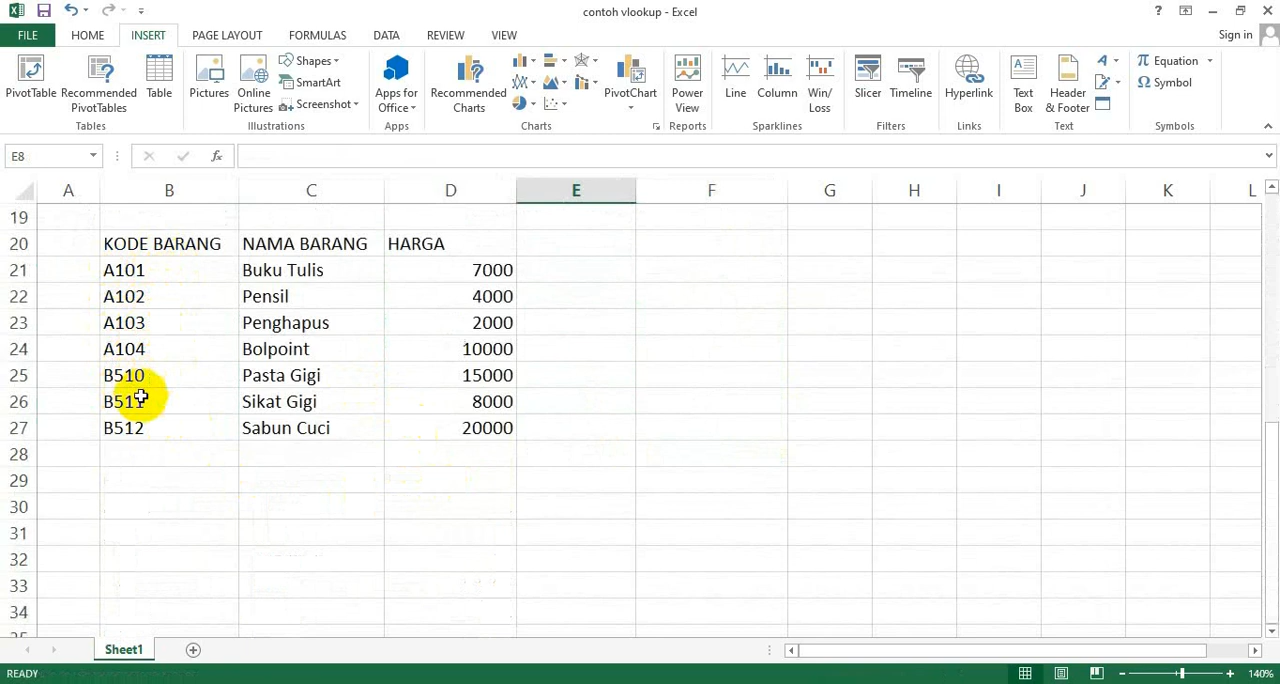 contoh vlookup - Excel
?
Sign in
FILE HOME INSERT PAGE LAYOUT FORMULAS DATA REVIEW VIEW
PivotTable
Recommended PivotTables
Table
Tables
Pictures
Online Pictures
Shapes
SmartArt
Screenshot
Illustrations
Apps for Office
Apps
Recommended Charts
PivotChart
Charts
Power View
Reports
Line
Column
Win/ Loss
Sparklines
Slicer
Timeline
Filters
Hyperlink
Links
Text Box
Header & Footer
Text
π Equation
Ω Symbol
Symbols
E8
fx
A B C D E F G H I J K L
19
20 KODE BARANG NAMA BARANG HARGA
21 A101 Buku Tulis 7000
22 A102 Pensil 4000
23 A103 Penghapus 2000
24 A104 Bolpoint 10000
25 B510 Pasta Gigi 15000
26 B511 Sikat Gigi 8000
27 B512 Sabun Cuci 20000
28
29
30
31
32
33
34
35
Sheet1
READY
140%